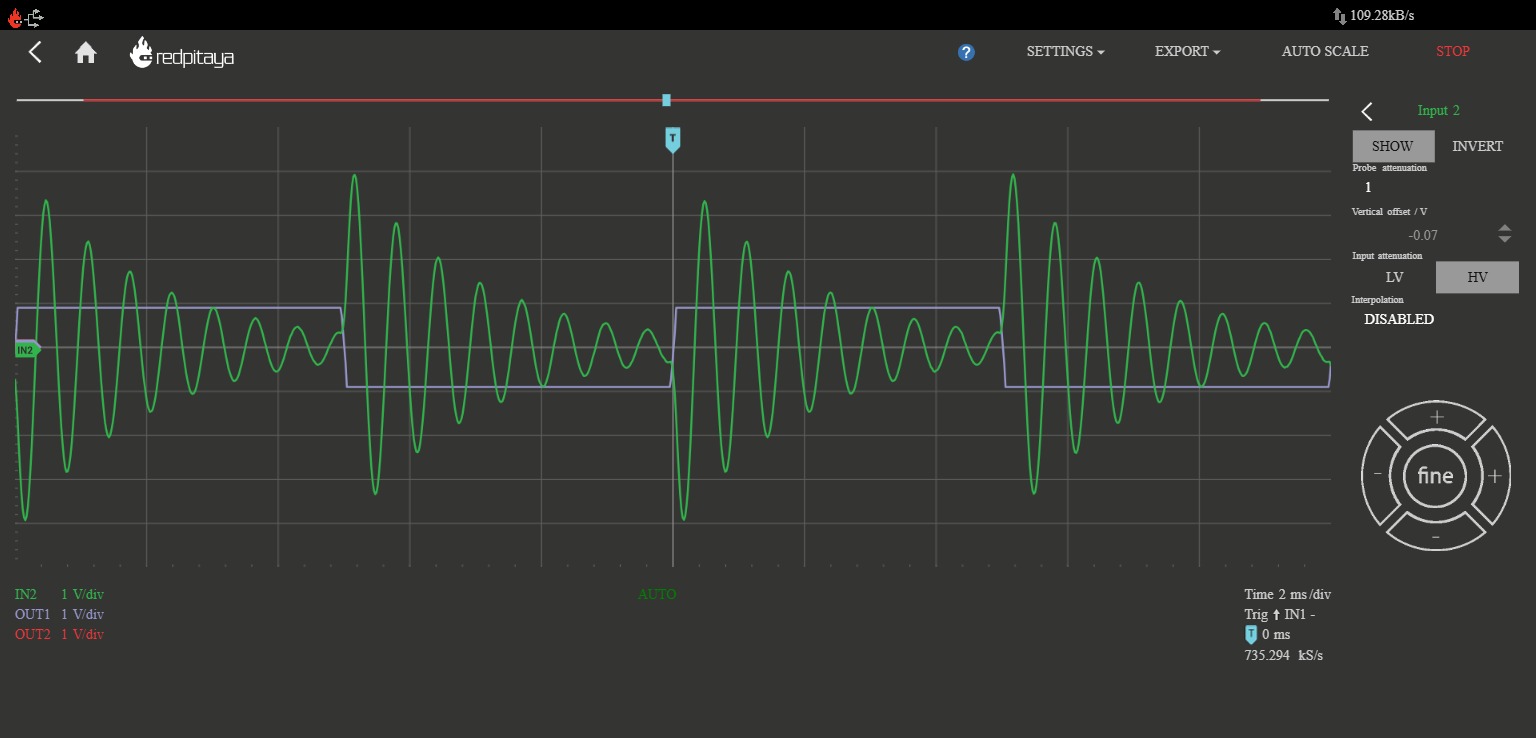 109.28kB/s
redpitaya
? SETTINGS EXPORT AUTO SCALE STOP
T
Input 2
SHOW INVERT
Probe attenuation
1
Vertical offset / V
-0.07
Input attenuation
LV HV
Interpolation
DISABLED
IN2
+
- fine +
-
IN2 1 V/div
OUT1 1 V/div
OUT2 1 V/div
AUTO
Time 2 ms/div
Trig ⬆ IN1 -
T 0 ms
735.294 kS/s